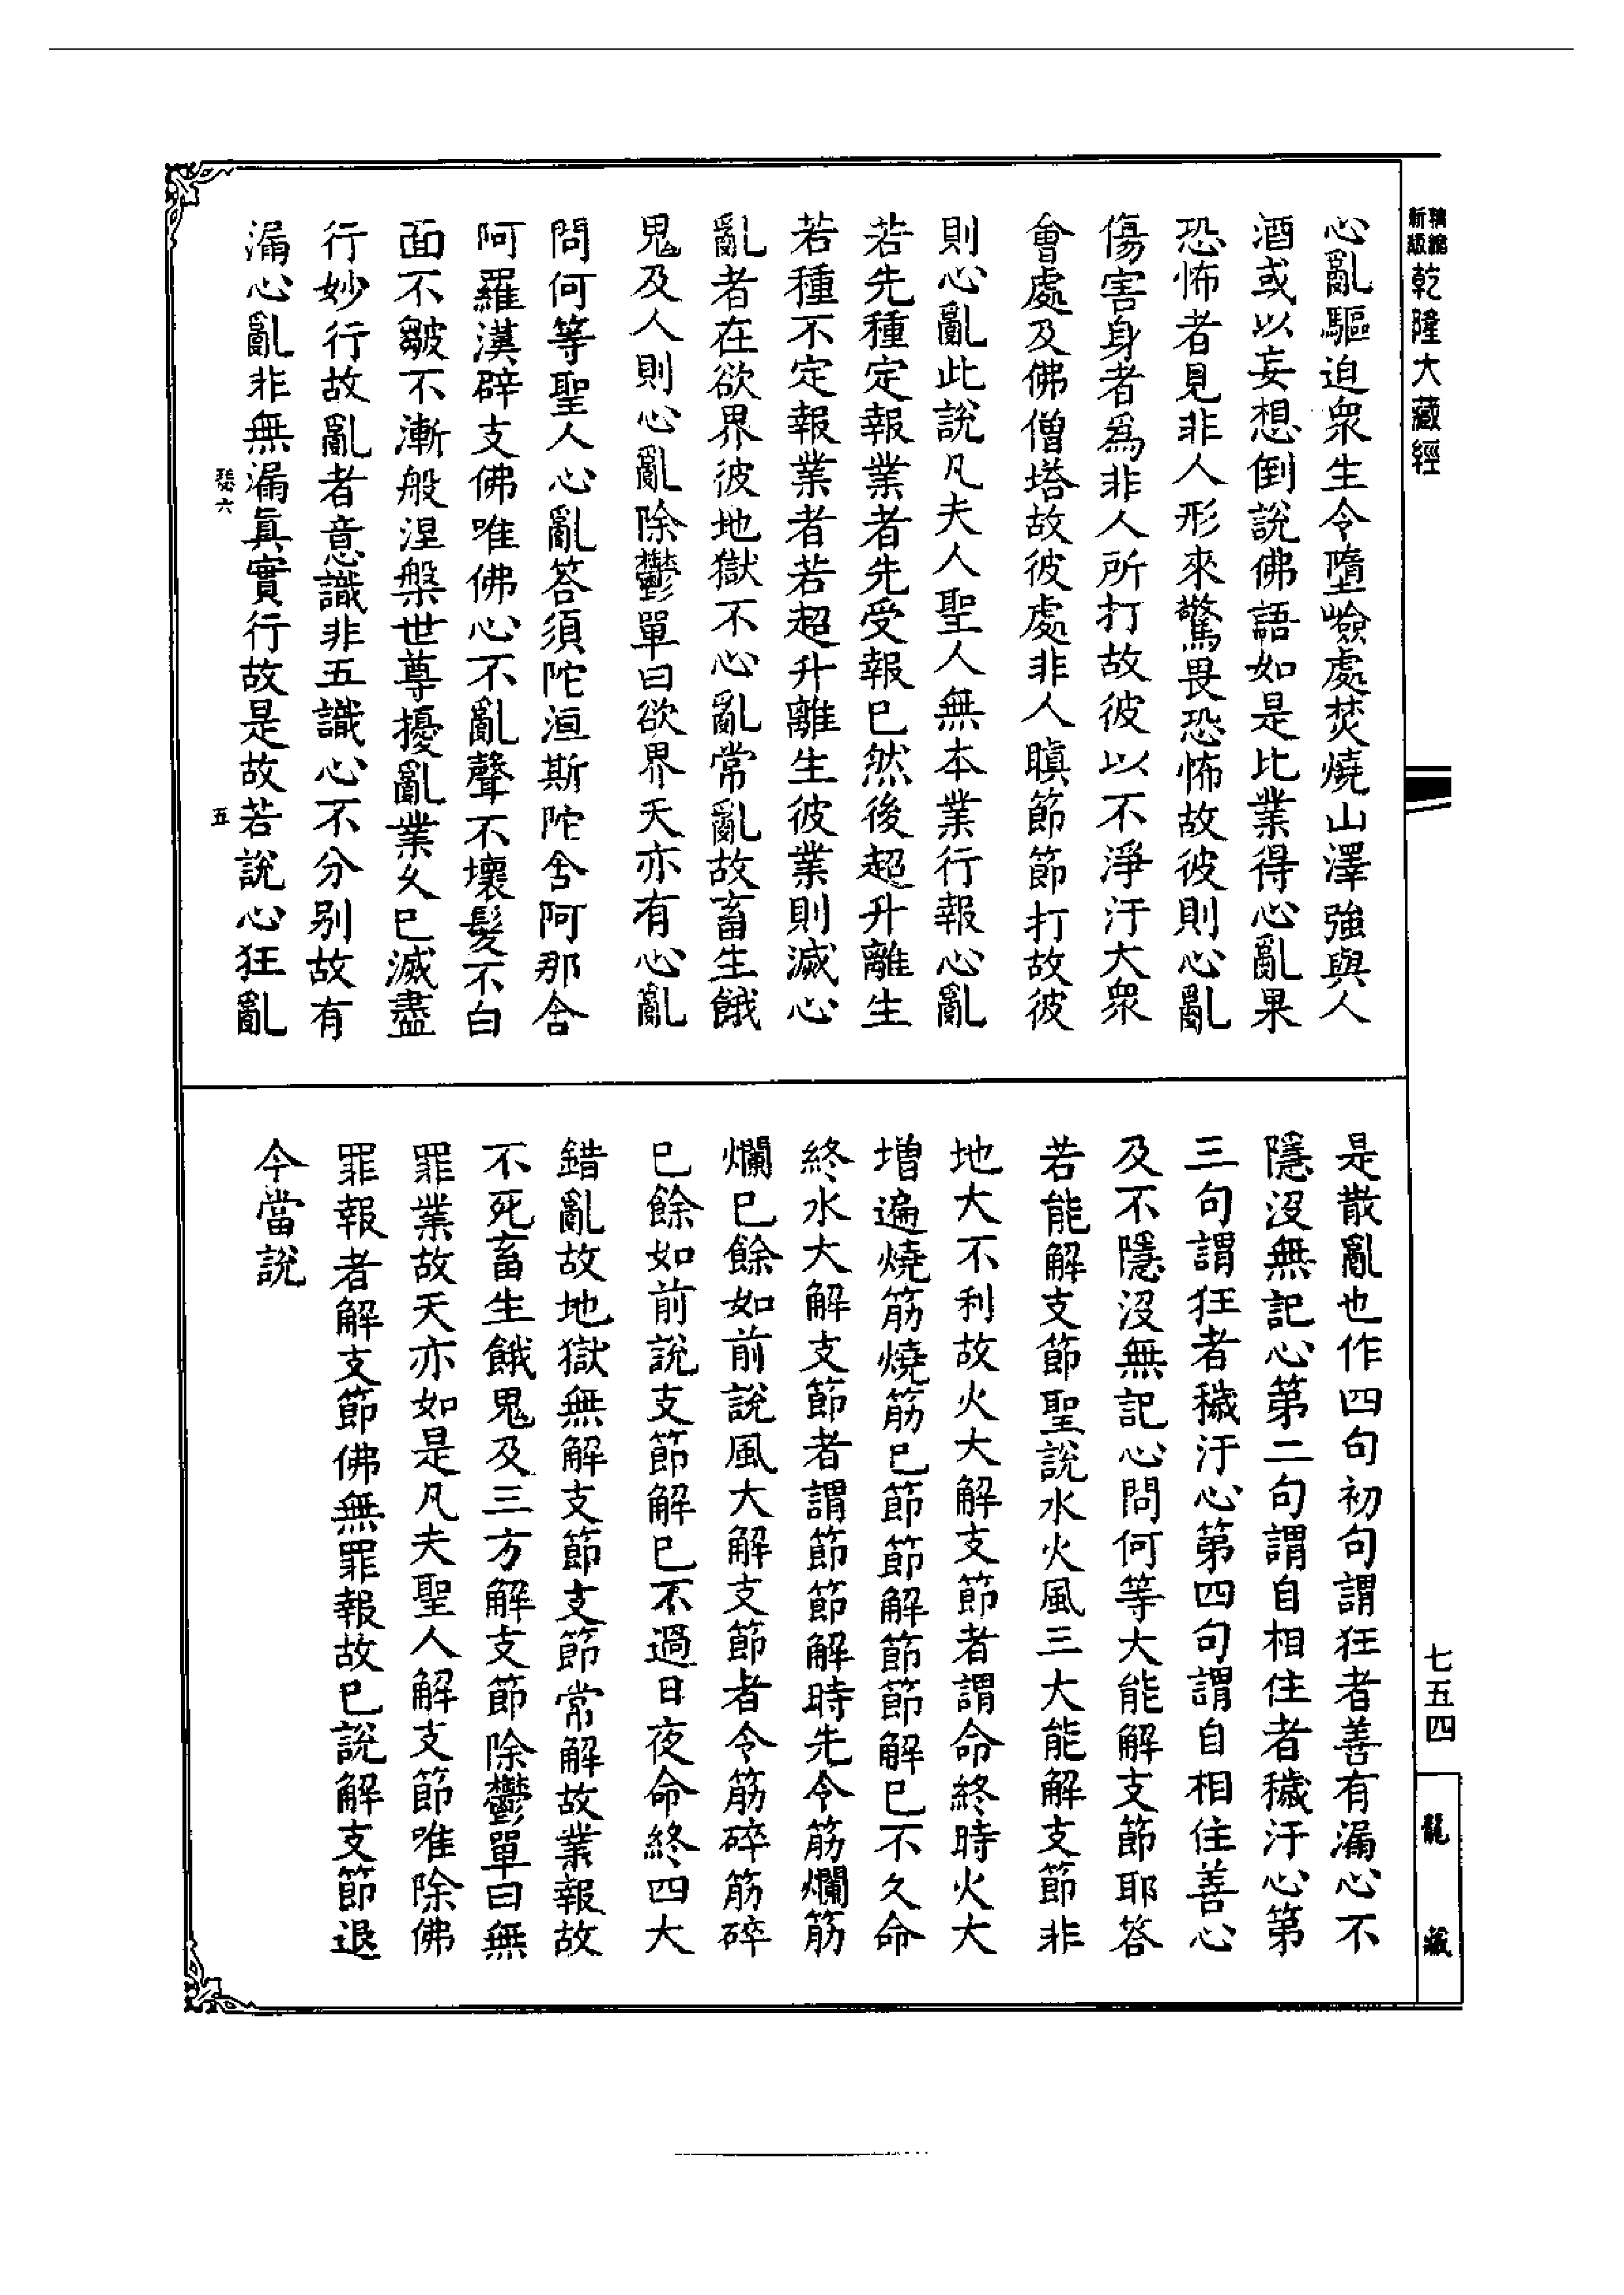 新編縮版
乾隆大藏經
心亂驅迫衆生令墮嶮處焚燒山澤強與人
酒或以妄想倒說佛語如是比業得心亂果
恐怖者見非人形來驚畏恐怖故彼則心亂
傷害身者爲非人所打故彼以不淨汙大衆
會處及佛僧塔故彼處非人瞋節節打故彼
則心亂此說凡夫人聖人無本業行報心亂
若先種定報業者先受報已然後超升離生
若種不定報業者若超升離生彼業則滅心
亂者在欲界彼地獄不心亂常亂故畜生餓
鬼及人則心亂除鬱單曰欲界天亦有心亂
問何等聖人心亂答須陀洹斯陀含阿那含
阿羅漢辟支佛唯佛心不亂聲不壞髮不白
面不皺不漸般涅槃世尊擾亂業久已滅盡
行妙行故亂者意識非五識心不分别故有
漏心亂非無漏眞實行故是故若說心狂亂
六
五
是散亂也作四句初句謂狂者善有漏心不
隱沒無記心第二句謂自相住者穢汙心第
三句謂狂者穢汙心第四句謂自相住善心
及不隱沒無記心問何等大能解支節耶答
若能解支節聖說水火風三大能解支節非
地大不利故火大解支節者謂命終時火大
增遍燒筋燒筋已節節解節節解已不久命
終水大解支節者謂節節解時先令筋爛筋
爛已餘如前說風大解支節者令筋碎筋碎
已餘如前說支節解已不過日夜命終四大
錯亂故地獄無解支節支節常解故業報故
不死畜生餓鬼及三方解支節除鬱單曰無
罪業故天亦如是凡夫聖人解支節唯除佛
罪報者解支節佛無罪報故已說解支節退
今當說
七五四
龍藏